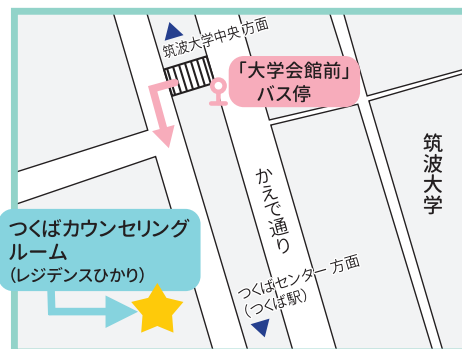 筑波大学中央方面
「大学会館前」
バス停
筑波大学
かえで通り
つくばカウンセリング
ルーム
（レジデンスひかり）
つくばセンター 方面
（つくば駅）